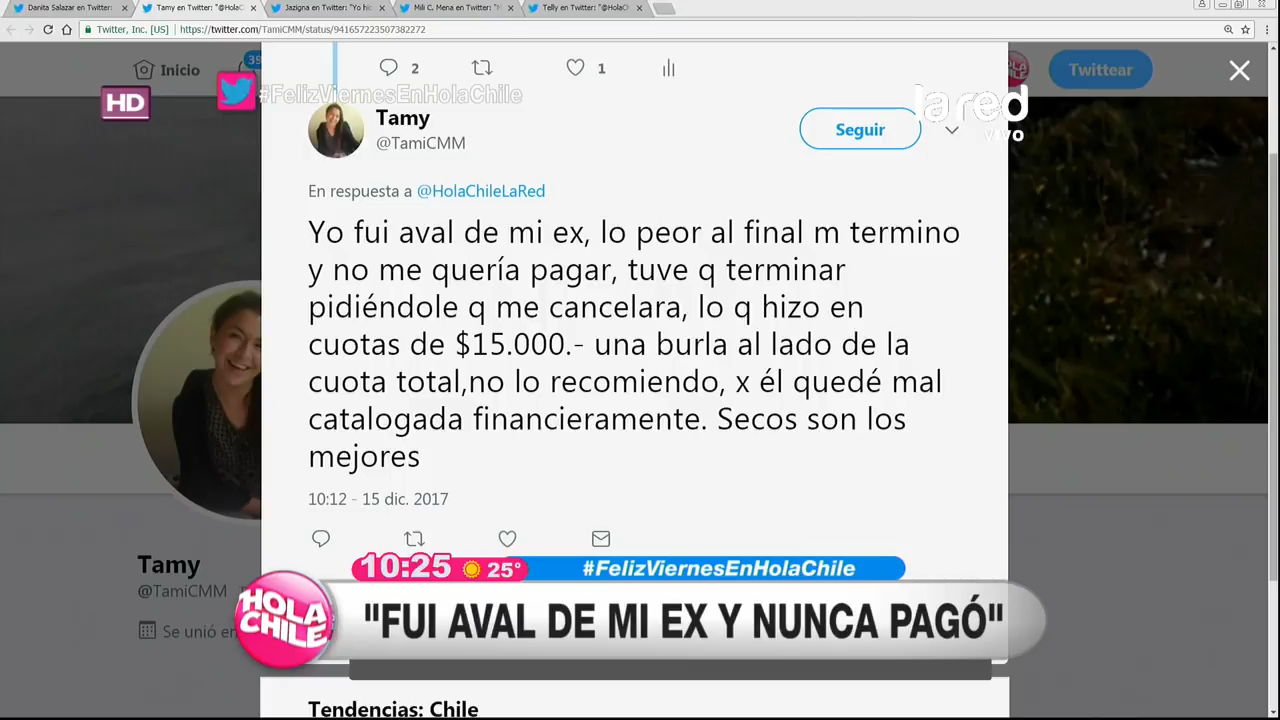 Danita Salazar en Twitter:
Tamy en Twitter: "@HolaC
Jazigna en Twitter: "Yo hic
Mili C. Mena en Twitter: "
Telly en Twitter: "@HolaCh
Twitter, Inc. [US] https://twitter.com/TamiCMM/status/941657223507382272
Inicio
39
2
1
Twittear
HD
#FelizViernesEnHolaChile
la red
vivo
HOLA CHILE
Tamy
@TamiCMM
Seguir
En respuesta a @HolaChileLaRed
Yo fui aval de mi ex, lo peor al final m termino
y no me quería pagar, tuve q terminar
pidiéndole q me cancelara, lo q hizo en
cuotas de $15.000.- una burla al lado de la
cuota total,no lo recomiendo, x él quedé mal
catalogada financieramente. Secos son los
mejores
10:12 - 15 dic. 2017
10:25
25°
#FelizViernesEnHolaChile
Tamy
@TamiCMM
Se unió en
HOLA
CHILE
"FUI AVAL DE MI EX Y NUNCA PAGÓ"
Tendencias: Chile